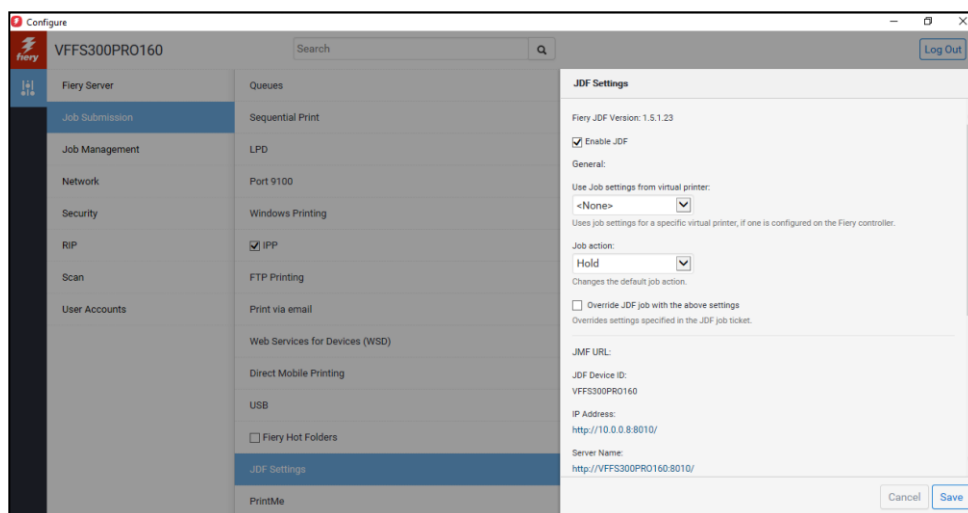 Configure
fiery
VFFS300PRO160
Search
Log Out
Fiery Server
Job Submission
Job Management
Network
Security
RIP
Scan
User Accounts
Queues
Sequential Print
LPD
Port 9100
Windows Printing
IPP
FTP Printing
Print via email
Web Services for Devices (WSD)
Direct Mobile Printing
USB
Fiery Hot Folders
JDF Settings
PrintMe
JDF Settings
Fiery JDF Version: 1.5.1.23
Enable JDF
General:
Use Job settings from virtual printer:
<None>
Uses job settings for a specific virtual printer, if one is configured on the Fiery controller.
Job action:
Hold
Changes the default job action.
Override JDF job with the above settings
Overrides settings specified in the JDF job ticket.
JMF URL:
JDF Device ID:
VFFS300PRO160
IP Address:
http://10.0.0.8:8010/
Server Name:
http://VFFS300PRO160:8010/
Cancel
Save